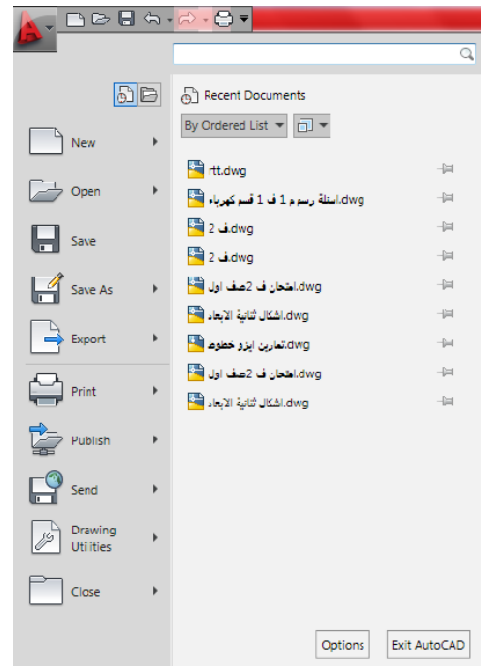 Recent Documents
By Ordered List
New
Open
Save
Save As
Export
Print
Publish
Send
Drawing
Utilities
Close
rtt.dwg
اسئلة رسم م 1 ف 1 قسم كهرباء.dwg
ف 2.dwg
ف 2.dwg
امتحان ف 2صف اول.dwg
اشكال ثنائية الابعاد.dwg
تمارين ايزو خطوط.dwg
امتحان ف 2صف اول.dwg
اشكال ثنائية الابعاد.dwg
Options
Exit AutoCAD